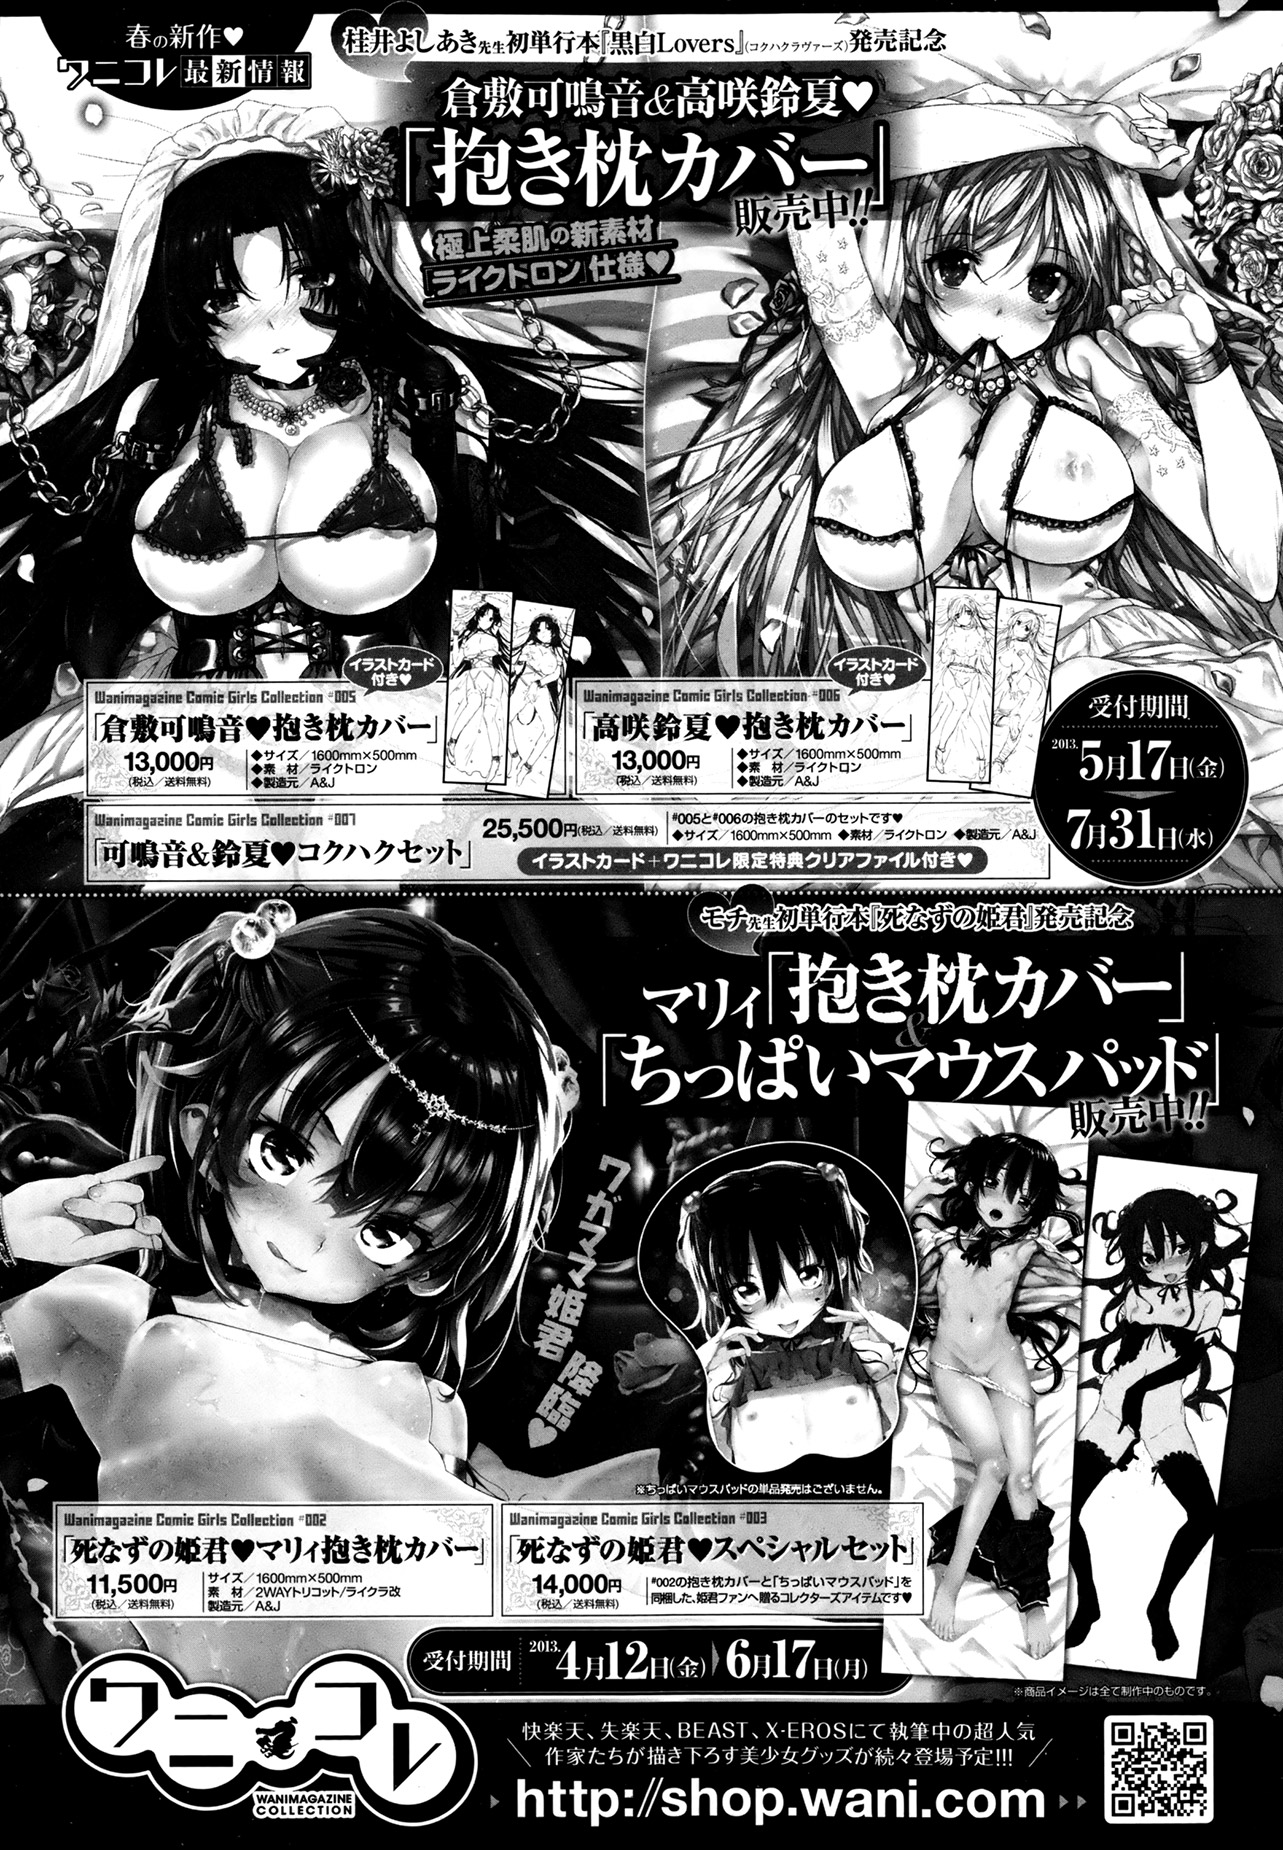 春の新作♥
ワニコレ最新情報
桂井よしあき先生初単行本『黒白Lovers』(コクハクラヴァーズ)発売記念
倉敷可鳴音&高咲鈴夏♥
「抱き枕カバー」
販売中!!
極上柔肌の新素材
「ライクトロン」仕様♥
イラストカード
付き♥
Wanimagazine Comic Girls Collection #005
「倉敷可鳴音♥抱き枕カバー」
13,000円
(税込/送料無料)
◆サイズ/1600mm×500mm
◆素 材/ライクトロン
◆製造元/A&J
イラストカード
付き♥
Wanimagazine Comic Girls Collection #006
「高咲鈴夏♥抱き枕カバー」
13,000円
(税込/送料無料)
◆サイズ/1600mm×500mm
◆素 材/ライクトロン
◆製造元/A&J
受付期間
2013.
5月17日(金)
7月31日(水)
Wanimagazine Comic Girls Collection #007
「可鳴音&鈴夏♥コクハクセット」
25,500円(税込/送料無料)
#005と#006の抱き枕カバーのセットです♥
◆サイズ/1600mm×500mm ◆素材/ライクトロン ◆製造元/A&J
イラストカード+ワニコレ限定特典クリアファイル付き♥
モチ先生初単行本『死なずの姫君』発売記念
マリィ「抱き枕カバー」
&
「ちっぱいマウスパッド」
販売中!!
ワガママ姫君降臨♥
※ちっぱいマウスパッドの単品発売はございません。
Wanimagazine Comic Girls Collection #002
「死なずの姫君♥マリィ抱き枕カバー」
11,500円
(税込/送料無料)
サイズ/1600mm×500mm
素 材/2WAYトリコット/ライクラ改
製造元/A&J
Wanimagazine Comic Girls Collection #003
「死なずの姫君♥スペシャルセット」
14,000円
(税込/送料無料)
#002の抱き枕カバーと「ちっぱいマウスパッド」を
同梱した、姫君ファンへ贈るコレクターズアイテムです♥
受付期間 2013. 4月12日(金) 6月17日(月)
※商品イメージは全て制作中のものです。
ワニコレ
WANIMAGAZINE
COLLECTION
快楽天、失楽天、BEAST、X-EROSにて執筆中の超人気
作家たちが描き下ろす美少女グッズが続々登場予定!!!
http://shop.wani.com